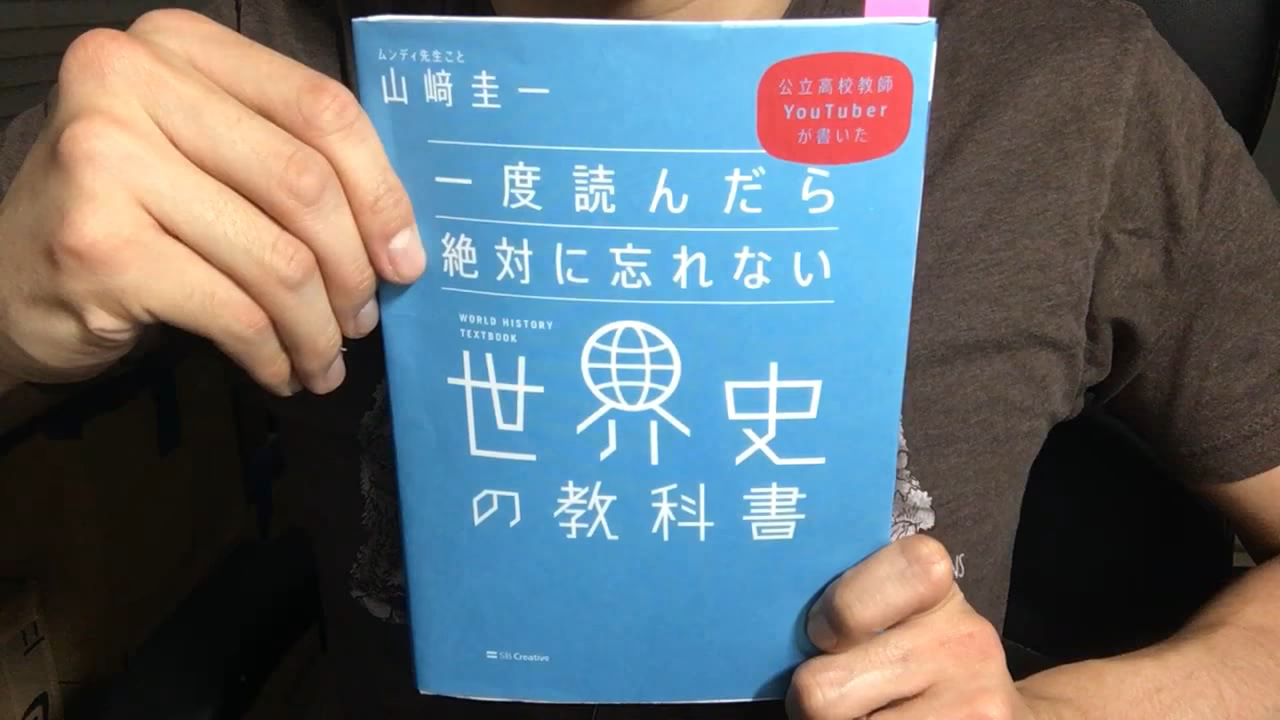 ムンディ先生こと
山﨑圭一
公立高校教師
YouTuber
が書いた
一度読んだら
絶対に忘れない
WORLD HISTORY
TEXTBOOK
世界史
の教科書
SB Creative